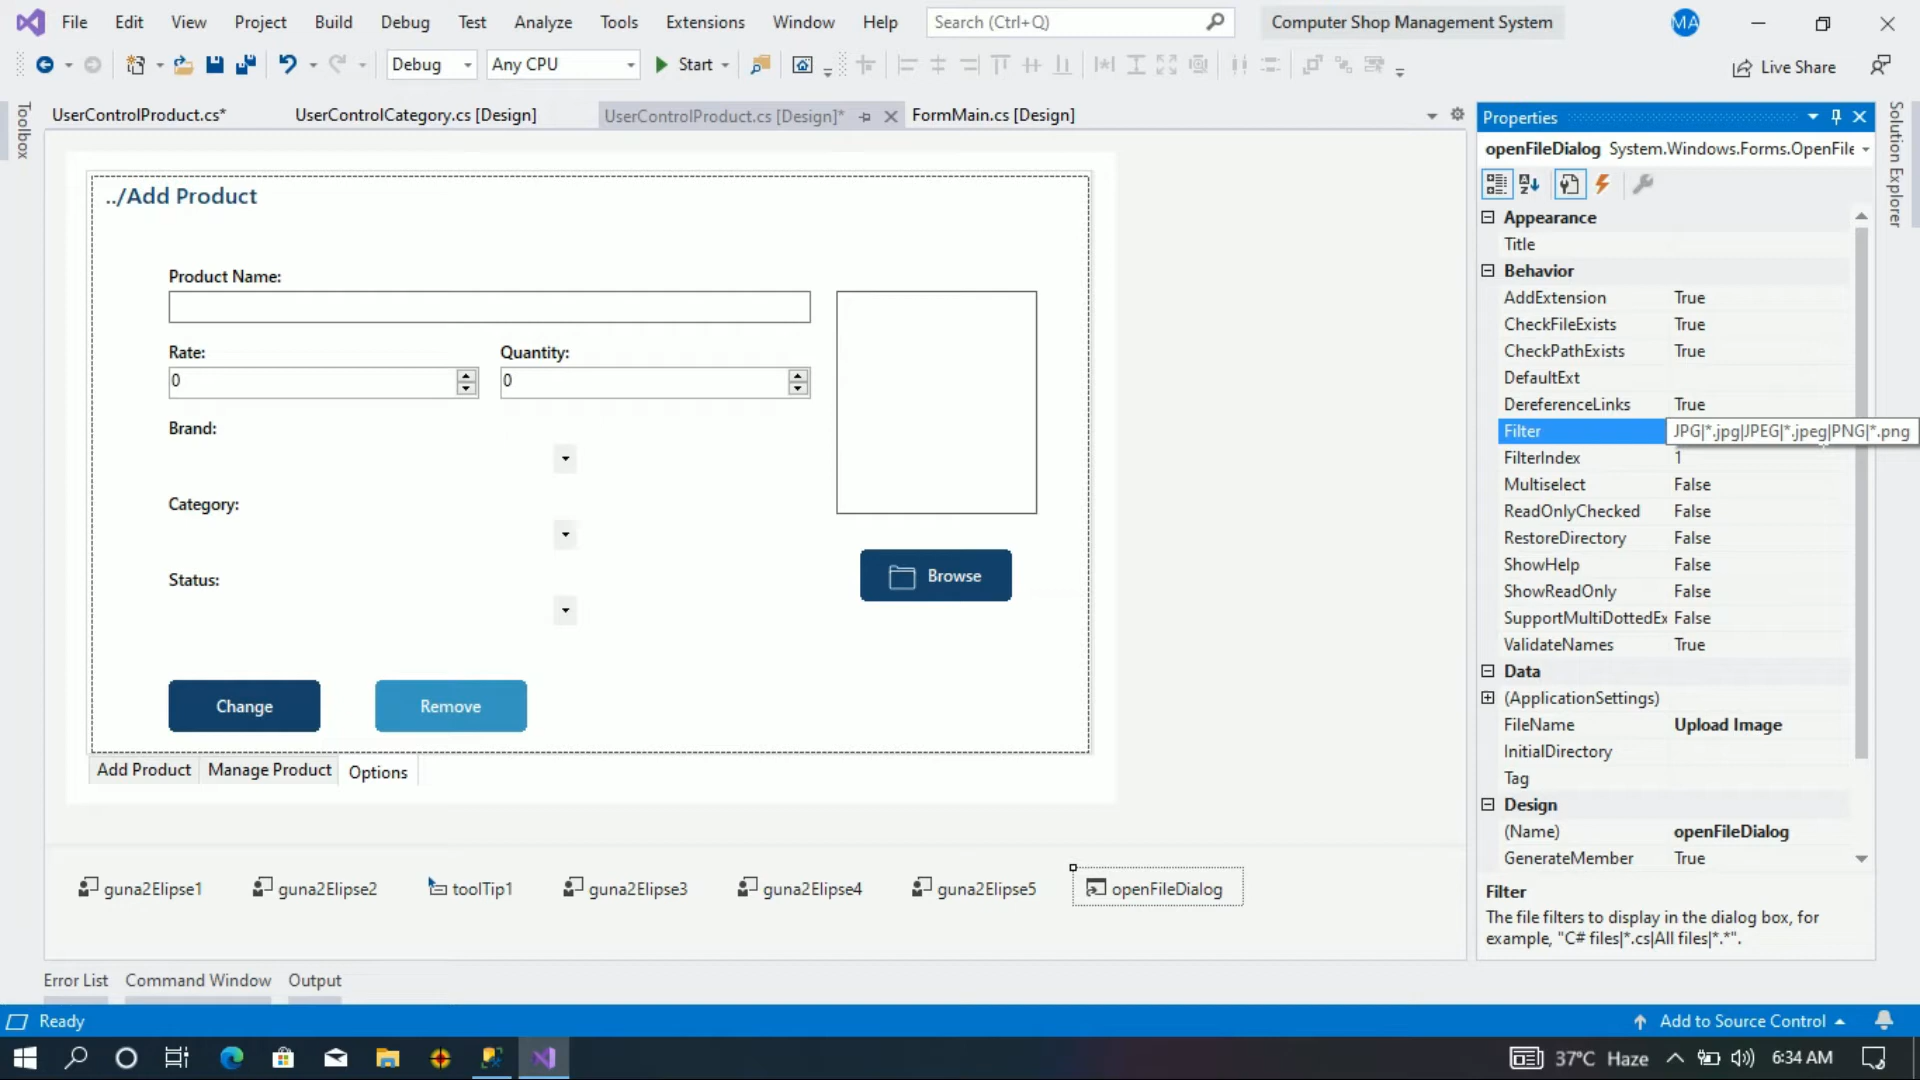 File Edit View Project Build Debug Test Analyze Tools Extensions Window Help Search (Ctrl+Q) Computer Shop Management System MA
Debug Any CPU Start Live Share
Toolbox
UserControlProduct.cs* UserControlCategory.cs [Design] UserControlProduct.cs [Design]* FormMain.cs [Design]
../Add Product
Product Name:
Rate: Quantity:
0 0
Brand:
Category:
Status:
Browse
Change Remove
Add Product Manage Product Options
guna2Elipse1 guna2Elipse2 toolTip1 guna2Elipse3 guna2Elipse4 guna2Elipse5 openFileDialog
Properties
openFileDialog System.Windows.Forms.OpenFile
Appearance
Title
Behavior
AddExtension True
CheckFileExists True
CheckPathExists True
DefaultExt
DereferenceLinks True
Filter JPG|*.jpg|JPEG|*.jpeg|PNG|*.png
FilterIndex 1
Multiselect False
ReadOnlyChecked False
RestoreDirectory False
ShowHelp False
ShowReadOnly False
SupportMultiDottedEx False
ValidateNames True
Data
(ApplicationSettings)
FileName Upload Image
InitialDirectory
Tag
Design
(Name) openFileDialog
GenerateMember True
Filter
The file filters to display in the dialog box, for
example, "C# files|*.cs|All files|*.*".
Solution Explorer
Error List Command Window Output
Ready Add to Source Control
37°C Haze 6:34 AM